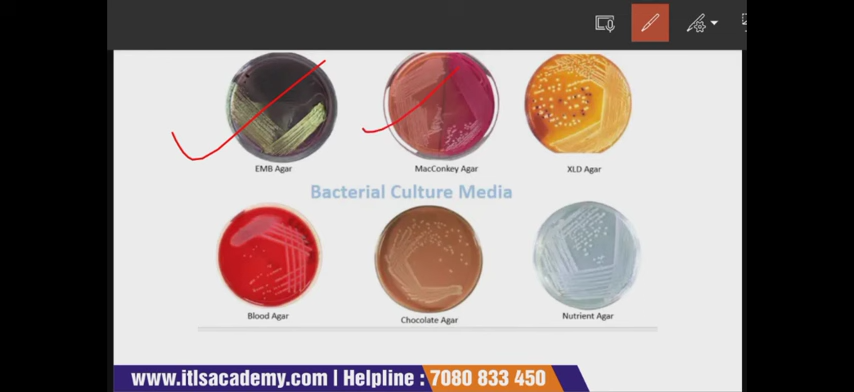 EMB Agar
MacConkey Agar
XLD Agar
Bacterial Culture Media
Blood Agar
Chocolate Agar
Nutrient Agar
www.itlsacademy.com | Helpline : 7080 833 450